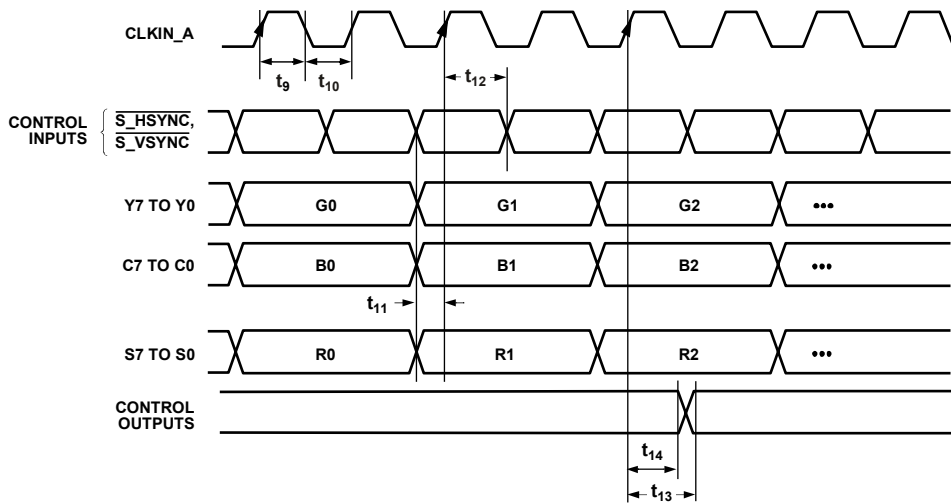 CLKIN_A
t9
t10
t12
CONTROL INPUTS
S_HSYNC,
S_VSYNC
Y7 TO Y0
G0
G1
G2
•••
C7 TO C0
B0
B1
B2
•••
t11
S7 TO S0
R0
R1
R2
•••
CONTROL OUTPUTS
t14
t13